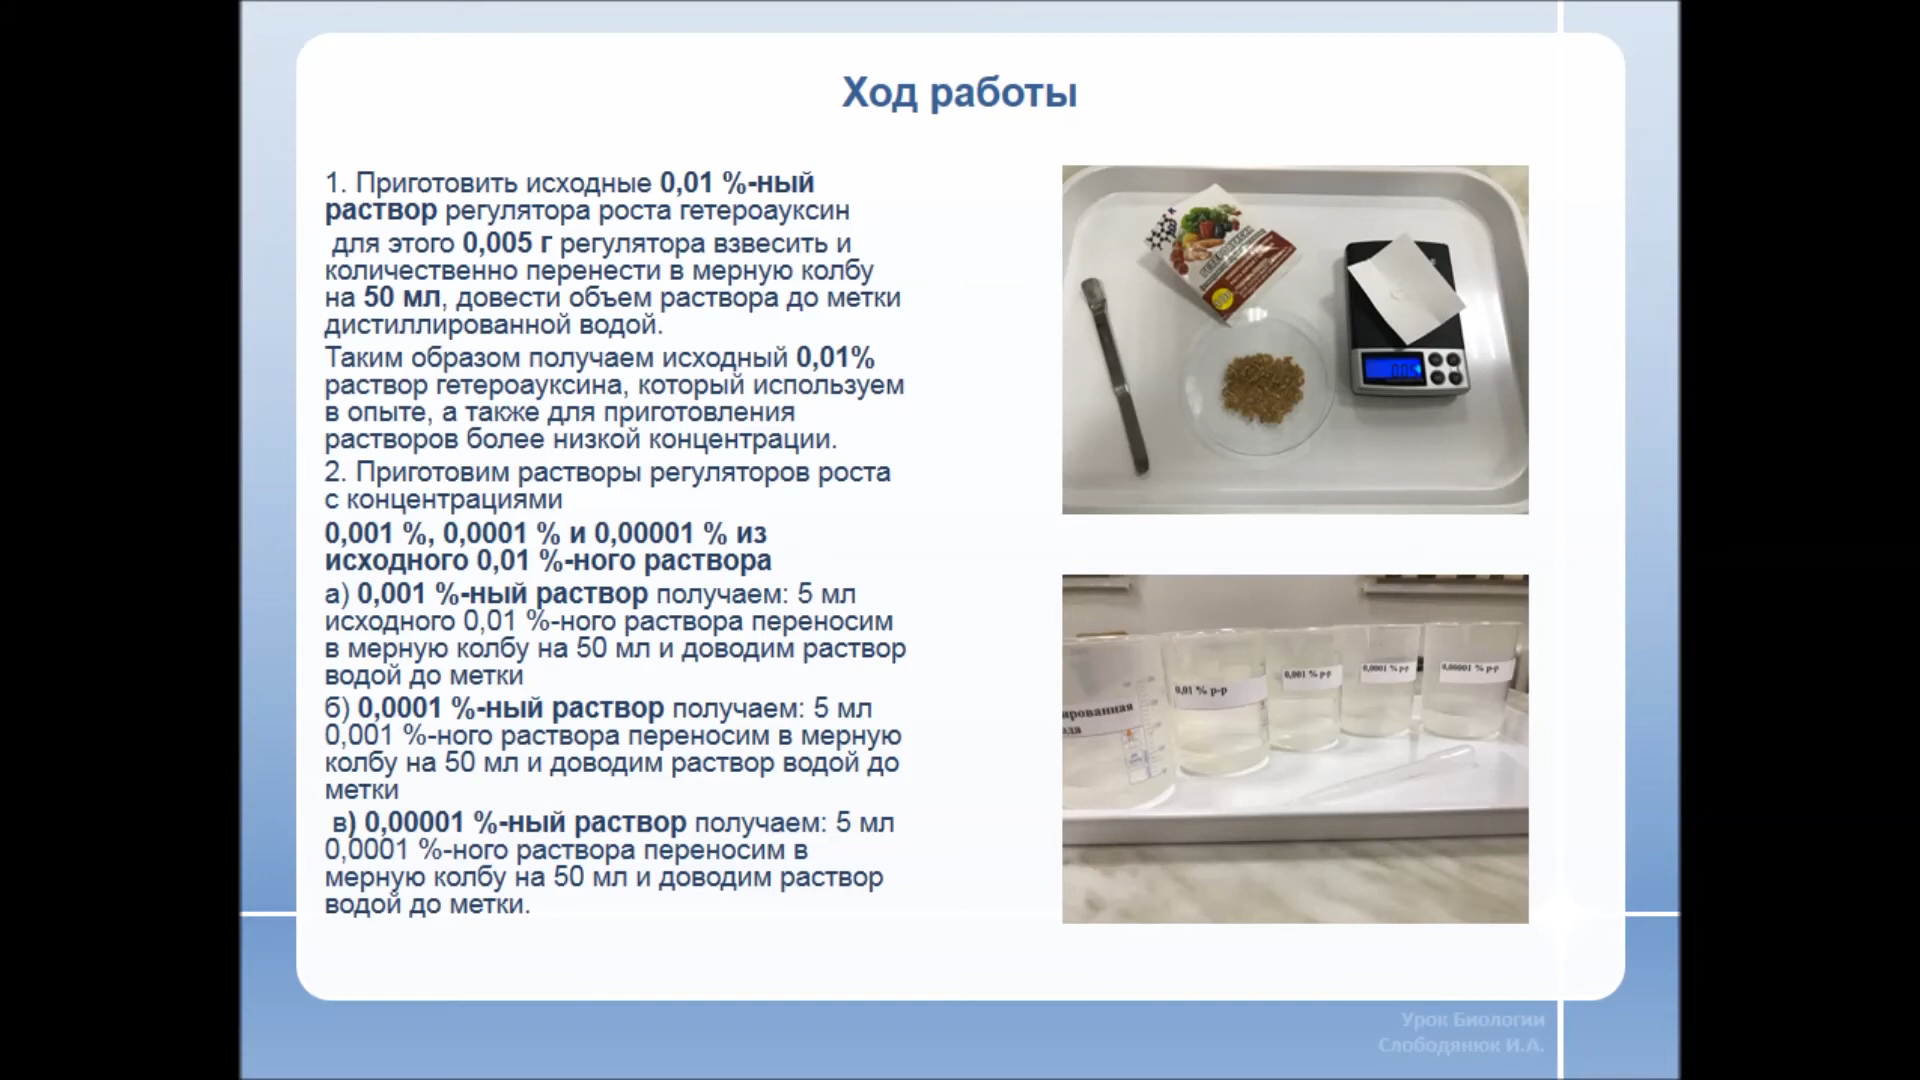 Ход работы
1. Приготовить исходные 0,01 %-ный
раствор регулятора роста гетероауксин
для этого 0,005 г регулятора взвесить и
количественно перенести в мерную колбу
на 50 мл, довести объем раствора до метки
дистиллированной водой.
Таким образом получаем исходный 0,01%
раствор гетероауксина, который используем
в опыте, а также для приготовления
растворов более низкой концентрации.
2. Приготовим растворы регуляторов роста
с концентрациями
0,001 %, 0,0001 % и 0,00001 % из
исходного 0,01 %-ного раствора
а) 0,001 %-ный раствор получаем: 5 мл
исходного 0,01 %-ного раствора переносим
в мерную колбу на 50 мл и доводим раствор
водой до метки
б) 0,0001 %-ный раствор получаем: 5 мл
0,001 %-ного раствора переносим в мерную
колбу на 50 мл и доводим раствор водой до
метки
в) 0,00001 %-ный раствор получаем: 5 мл
0,0001 %-ного раствора переносим в
мерную колбу на 50 мл и доводим раствор
водой до метки.
ированная
ода
0,01 % р-р
0,001 % р-р
0,0001 % р-р
0,00001 % р-р
Урок Биологии
Слободянюк И.А.